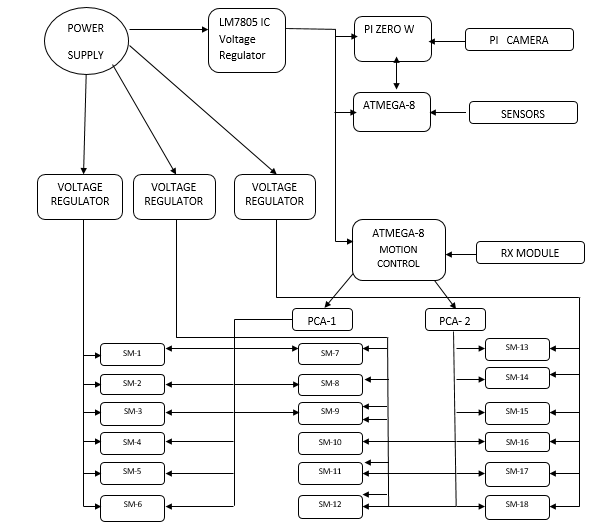 POWER
SUPPLY
LM7805 IC
Voltage
Regulator
PI ZERO W
PI CAMERA
ATMEGA-8
SENSORS
VOLTAGE
REGULATOR
VOLTAGE
REGULATOR
VOLTAGE
REGULATOR
ATMEGA-8
MOTION
CONTROL
RX MODULE
PCA-1
PCA- 2
SM-1
SM-7
SM-13
SM-2
SM-8
SM-14
SM-3
SM-9
SM-15
SM-4
SM-10
SM-16
SM-5
SM-11
SM-17
SM-6
SM-12
SM-18